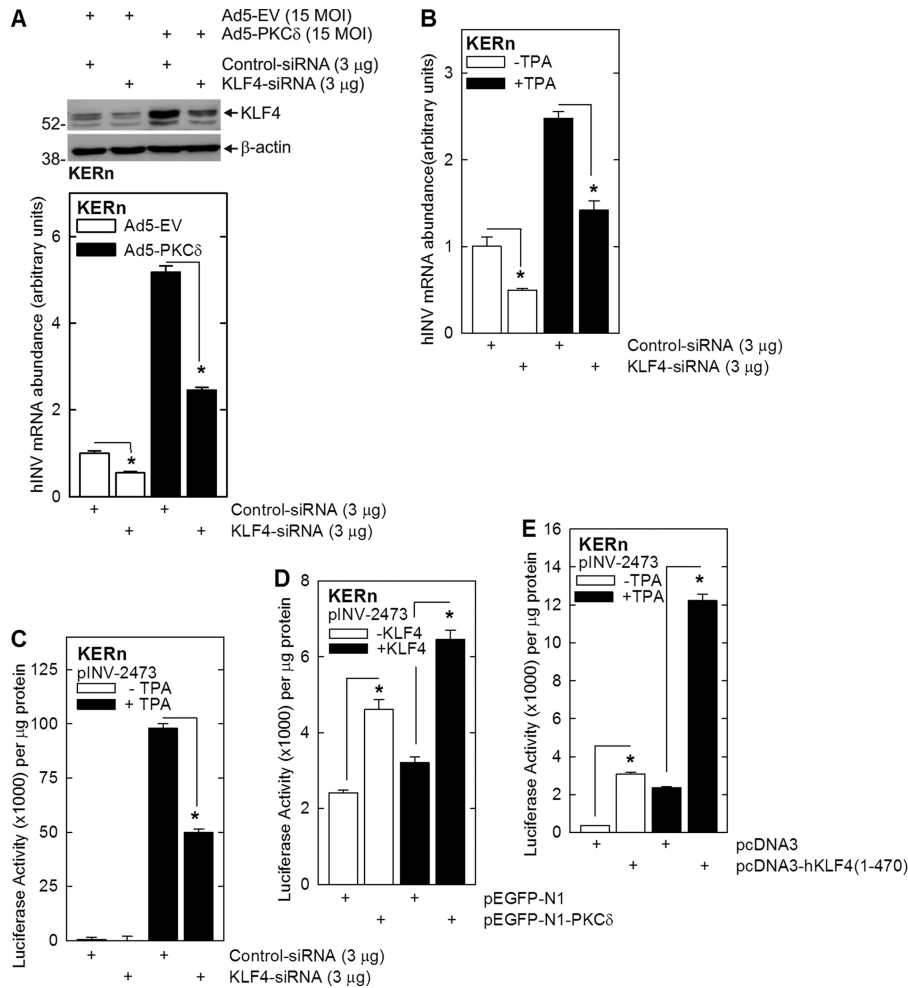 A
+ + Ad5-EV (15 MOI)
+ + Ad5-PKCδ (15 MOI)
+ + Control-siRNA (3 μg)
+ + KLF4-siRNA (3 μg)
52-
KLF4
38-
β-actin
KERn
KERn
Ad5-EV
Ad5-PKCδ
hINV mRNA abundance (arbitrary units)
6
4
2
0
*
*
+ + Control-siRNA (3 μg)
+ + KLF4-siRNA (3 μg)
B
KERn
-TPA
+TPA
hINV mRNA abundance(arbitrary units)
3
2
1
0
*
*
+ + Control-siRNA (3 μg)
+ + KLF4-siRNA (3 μg)
C
KERn
pINV-2473
- TPA
+ TPA
Luciferase Activity (x1000) per μg protein
125
100
75
50
25
0
*
+ + Control-siRNA (3 μg)
+ + KLF4-siRNA (3 μg)
D
KERn
pINV-2473
-KLF4
+KLF4
Luciferase Activity (x1000) per μg protein
8
6
4
2
0
*
*
+ + pEGFP-N1
+ + pEGFP-N1-PKCδ
E
KERn
pINV-2473
-TPA
+TPA
Luciferase Activity (x1000) per μg protein
16
14
12
10
8
6
4
2
0
*
*
+ + pcDNA3
+ + pcDNA3-hKLF4(1-470)